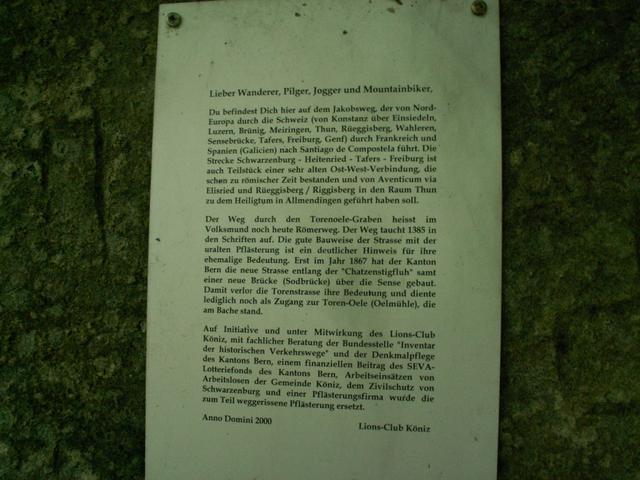 Lieber Wanderer, Pilger, Jogger und Mountainbiker,
Du befindest Dich hier auf dem Jakobsweg, der von Nord-
Europa durch die Schweiz (von Konstanz über Einsiedeln,
Luzern, Brünig, Meiringen, Thun, Rüeggisberg, Wahleren,
Sensebrücke, Tafers, Freiburg, Genf) durch Frankreich und
Spanien (Galicien) nach Santiago de Compostela führt. Die
Strecke Schwarzenburg - Heitenried - Tafers - Freiburg ist
auch Teilstück einer sehr alten Ost-West-Verbindung, die
schon zu römischer Zeit bestanden und von Aventicum via
Elisried und Rüeggisberg / Riggisberg in den Raum Thun
zu dem Heiligtum in Allmendingen geführt haben soll.
Der Weg durch den Torenoele-Graben heisst im
Volksmund noch heute Römerweg. Der Weg taucht 1385 in
den Schriften auf. Die gute Bauweise der Strasse mit der
uralten Pflästerung ist ein deutlicher Hinweis für ihre
ehemalige Bedeutung. Erst im Jahr 1867 hat der Kanton
Bern die neue Strasse entlang der "Chatzenstigfluh" samt
einer neue Brücke (Sodbrücke) über die Sense gebaut.
Damit verlor die Torenstrasse ihre Bedeutung und diente
lediglich noch als Zugang zur Toren-Oele (Oelmühle), die
am Bache stand.
Auf Initiative und unter Mitwirkung des Lions-Club
Köniz, mit fachlicher Beratung der Bundesstelle "Inventar
der historischen Verkehrswege" und der Denkmalpflege
des Kantons Bern, einem finanziellen Beitrag des SEVA-
Lotteriefonds des Kantons Bern, Arbeitseinsätzen von
Arbeitslosen der Gemeinde Köniz, dem Zivilschutz von
Schwarzenburg und einer Pflästerungsfirma wurde die
zum Teil weggerissene Pflästerung ersetzt.
Anno Domini 2000
Lions-Club Köniz